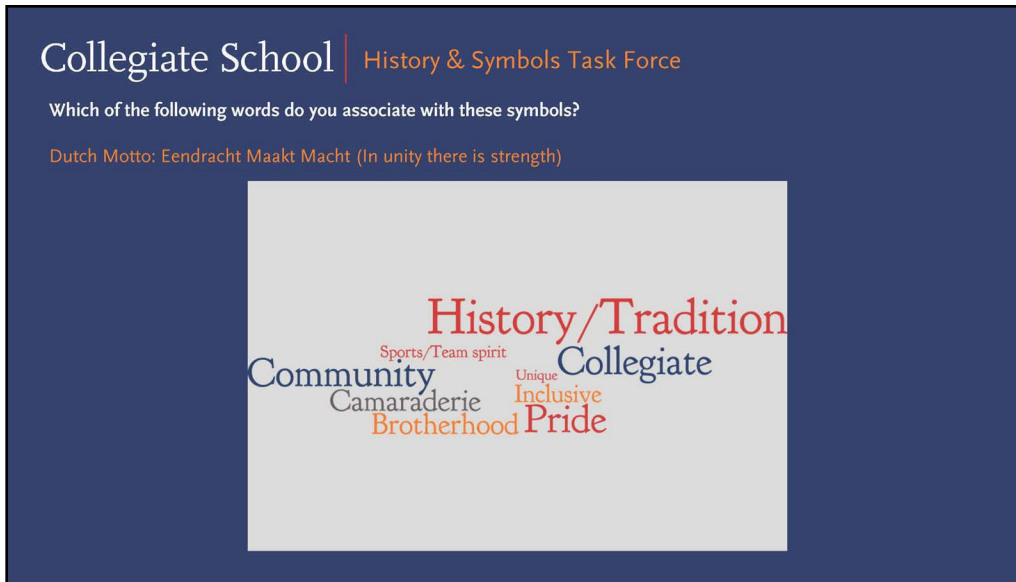 Collegiate School | History & Symbols Task Force
Which of the following words do you associate with these symbols?
Dutch Motto: Eendracht Maakt Macht (In unity there is strength)
History/Tradition
Sports/Team spirit
Collegiate
Community
Unique
Inclusive
Camaraderie
Brotherhood
Pride